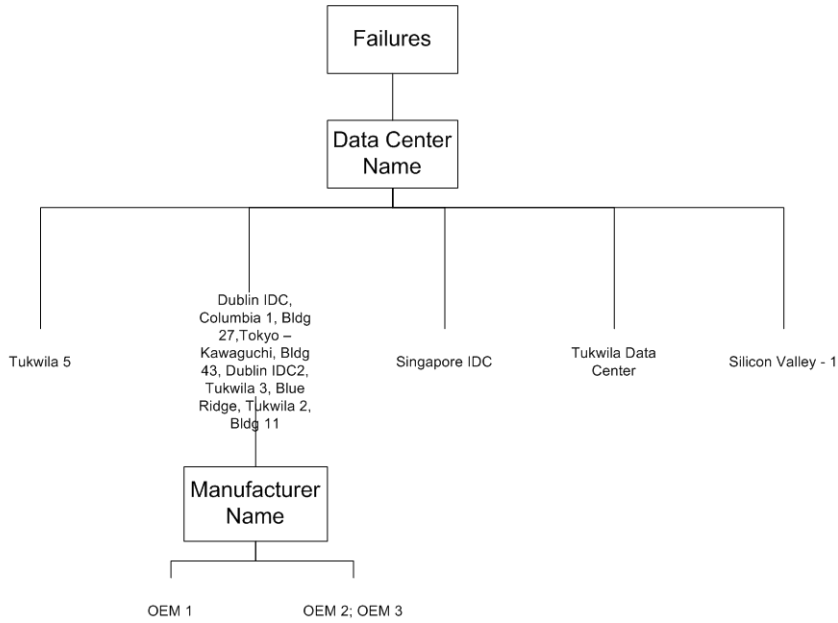 Failures
Data Center
Name
Tukwila 5
Dublin IDC,
Columbia 1, Bldg
27,Tokyo –
Kawaguchi, Bldg
43, Dublin IDC2,
Tukwila 3, Blue
Ridge, Tukwila 2,
Bldg 11
Singapore IDC
Tukwila Data
Center
Silicon Valley - 1
Manufacturer
Name
OEM 1
OEM 2; OEM 3